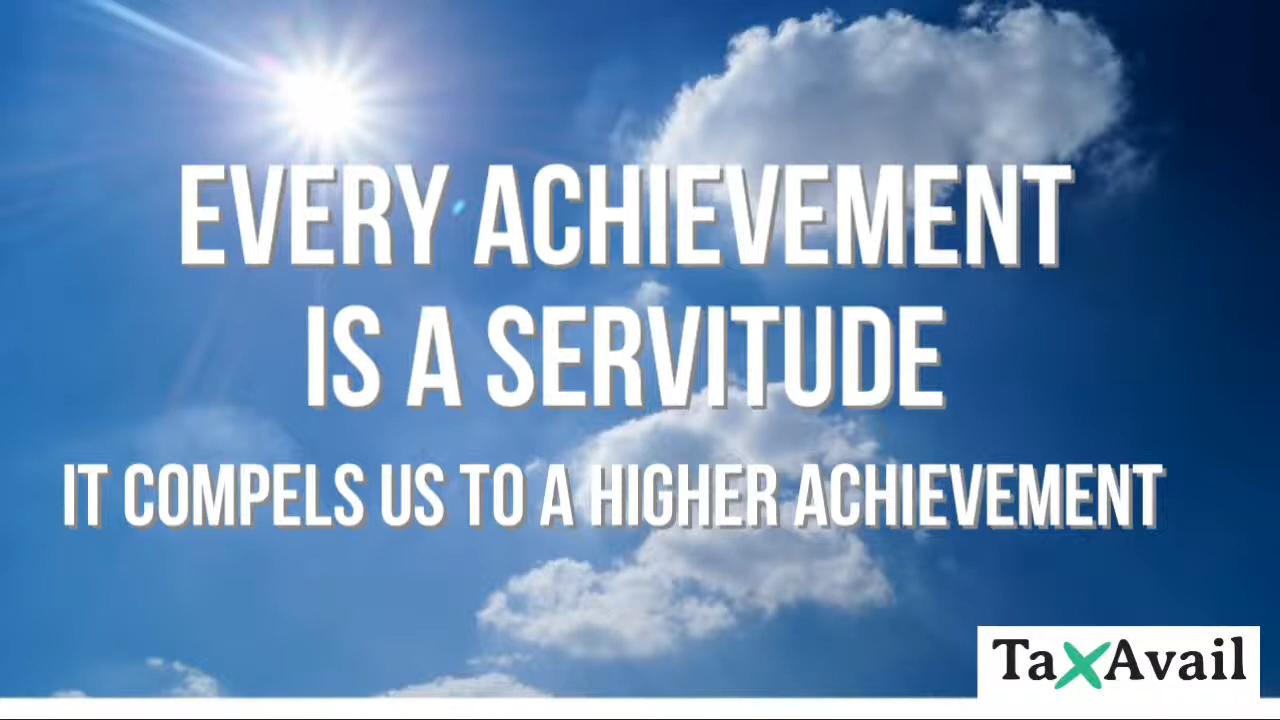 EVERY ACHIEVEMENT
IS A SERVITUDE
IT COMPELS US TO A HIGHER ACHIEVEMENT
TaxAvail